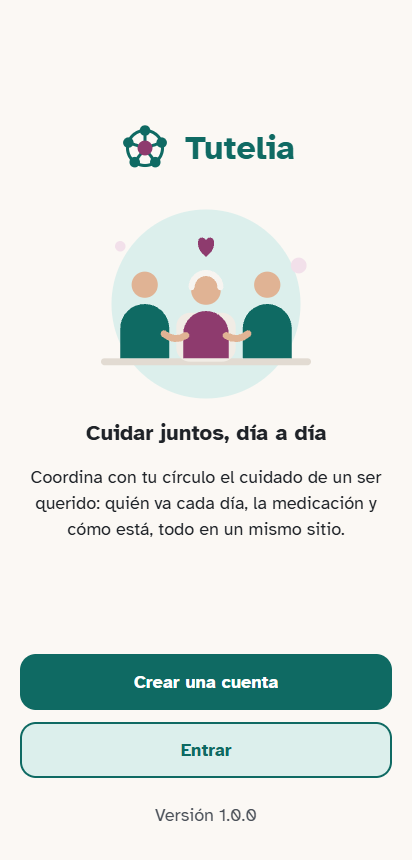 Tutelia
Cuidar juntos, día a día
Coordina con tu círculo el cuidado de un ser
querido: quién va cada día, la medicación y
cómo está, todo en un mismo sitio.
Crear una cuenta
Entrar
Versión 1.0.0